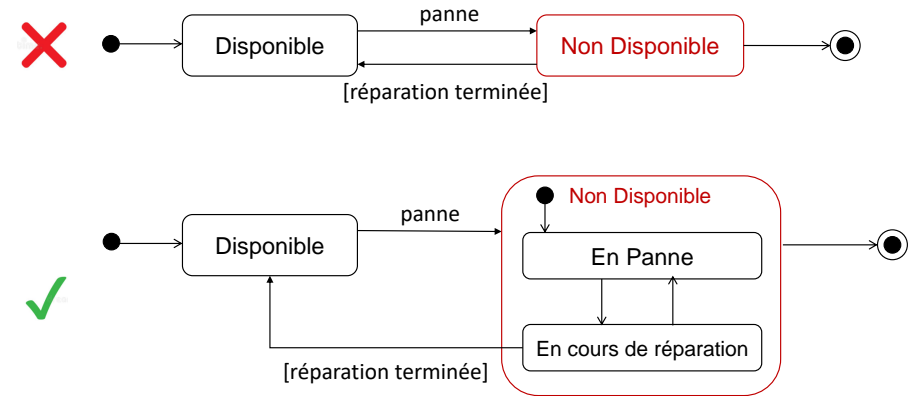 panne
Disponible
Non Disponible
[réparation terminée]
Non Disponible
panne
Disponible
En Panne
En cours de réparation
[réparation terminée]